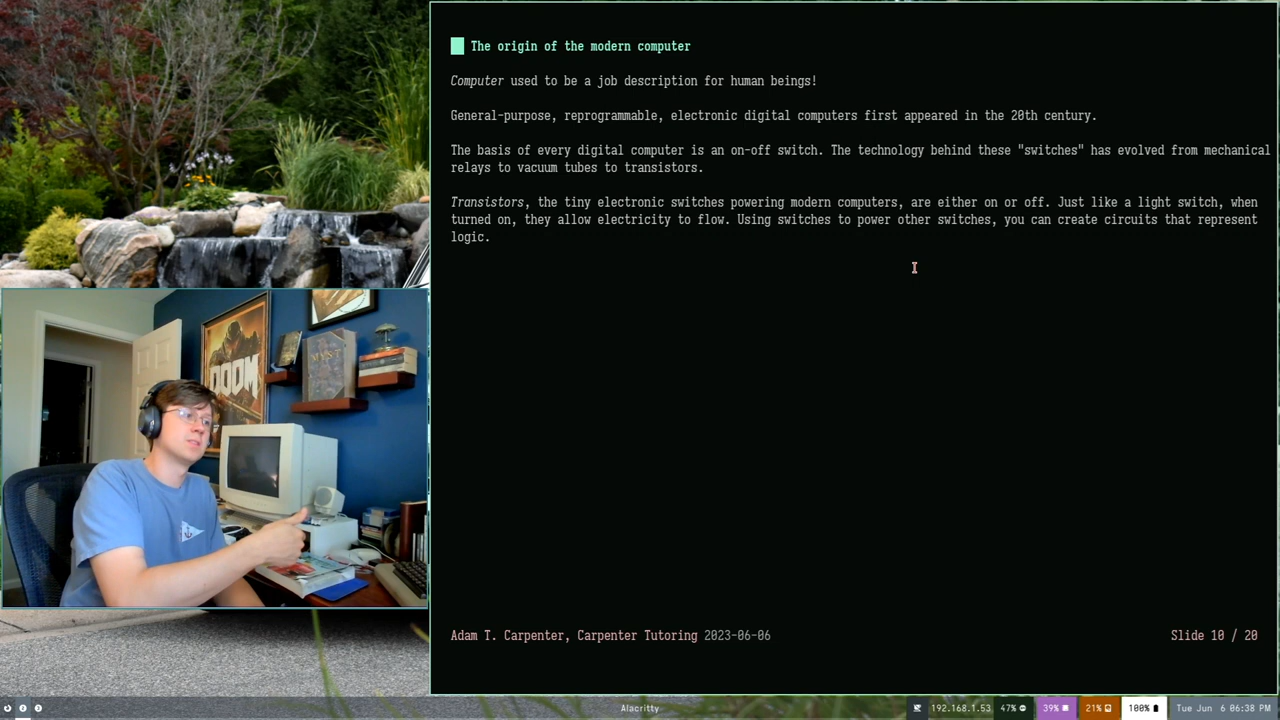 The origin of the modern computer
Computer used to be a job description for human beings!
General-purpose, reprogrammable, electronic digital computers first appeared in the 20th century.
The basis of every digital computer is an on-off switch. The technology behind these "switches" has evolved from mechanical
relays to vacuum tubes to transistors.
Transistors, the tiny electronic switches powering modern computers, are either on or off. Just like a light switch, when
turned on, they allow electricity to flow. Using switches to power other switches, you can create circuits that represent
logic.
DOOM
MYST
Adam T. Carpenter, Carpenter Tutoring 2023-06-06
Slide 10 / 20
Alacritty
192.168.1.53
47%
39%
21%
100%
Tue Jun 6 06:38 PM